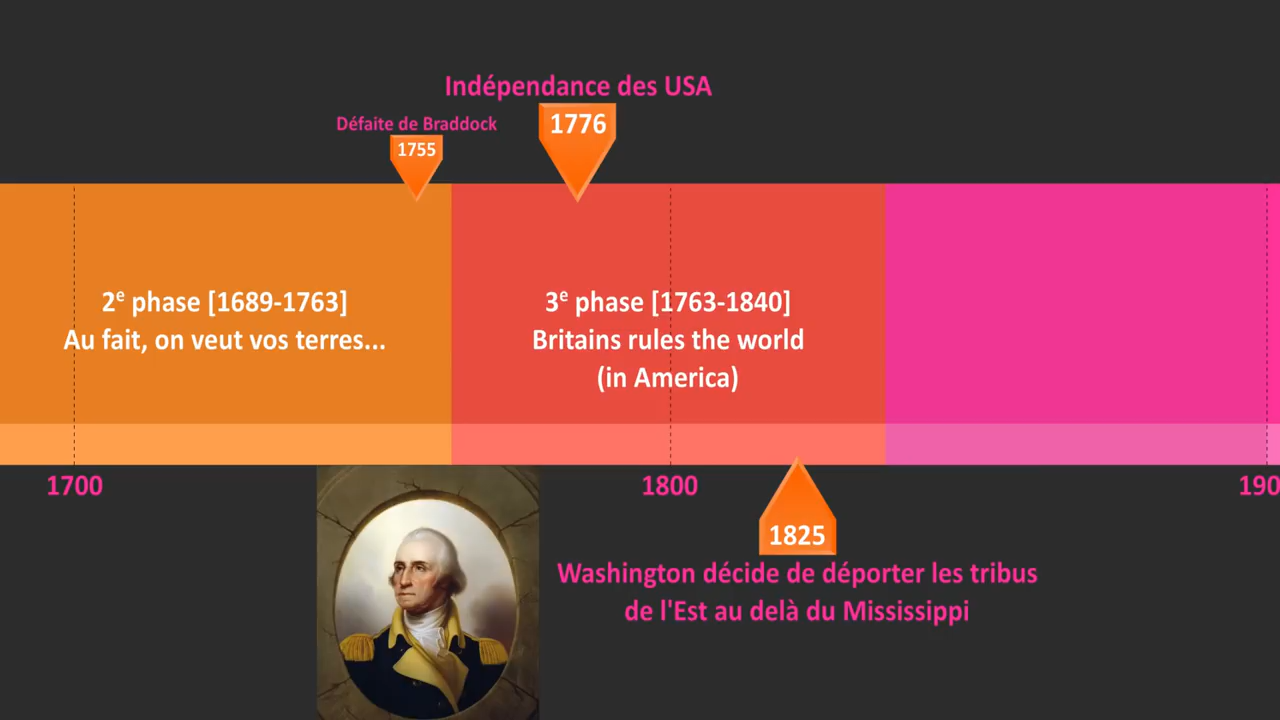 Indépendance des USA
1776
Défaite de Braddock
1755
2e phase [1689-1763]
Au fait, on veut vos terres...
3e phase [1763-1840]
Britains rules the world
(in America)
1700
1800
190
1825
Washington décide de déporter les tribus
de l'Est au delà du Mississippi